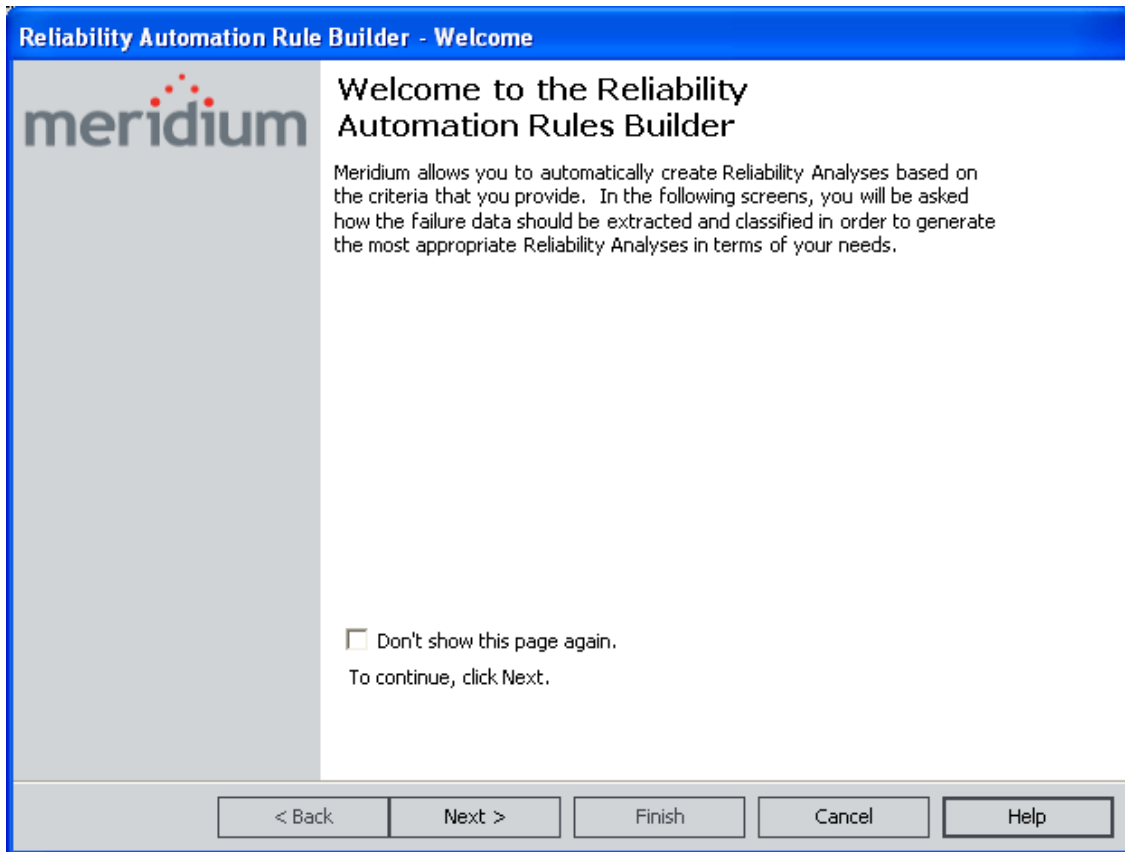 Reliability Automation Rule Builder - Welcome
meridium
Welcome to the Reliability
Automation Rules Builder
Meridium allows you to automatically create Reliability Analyses based on
the criteria that you provide.  In the following screens, you will be asked
how the failure data should be extracted and classified in order to generate
the most appropriate Reliability Analyses in terms of your needs.
Don't show this page again.
To continue, click Next.
< Back Next > Finish Cancel Help